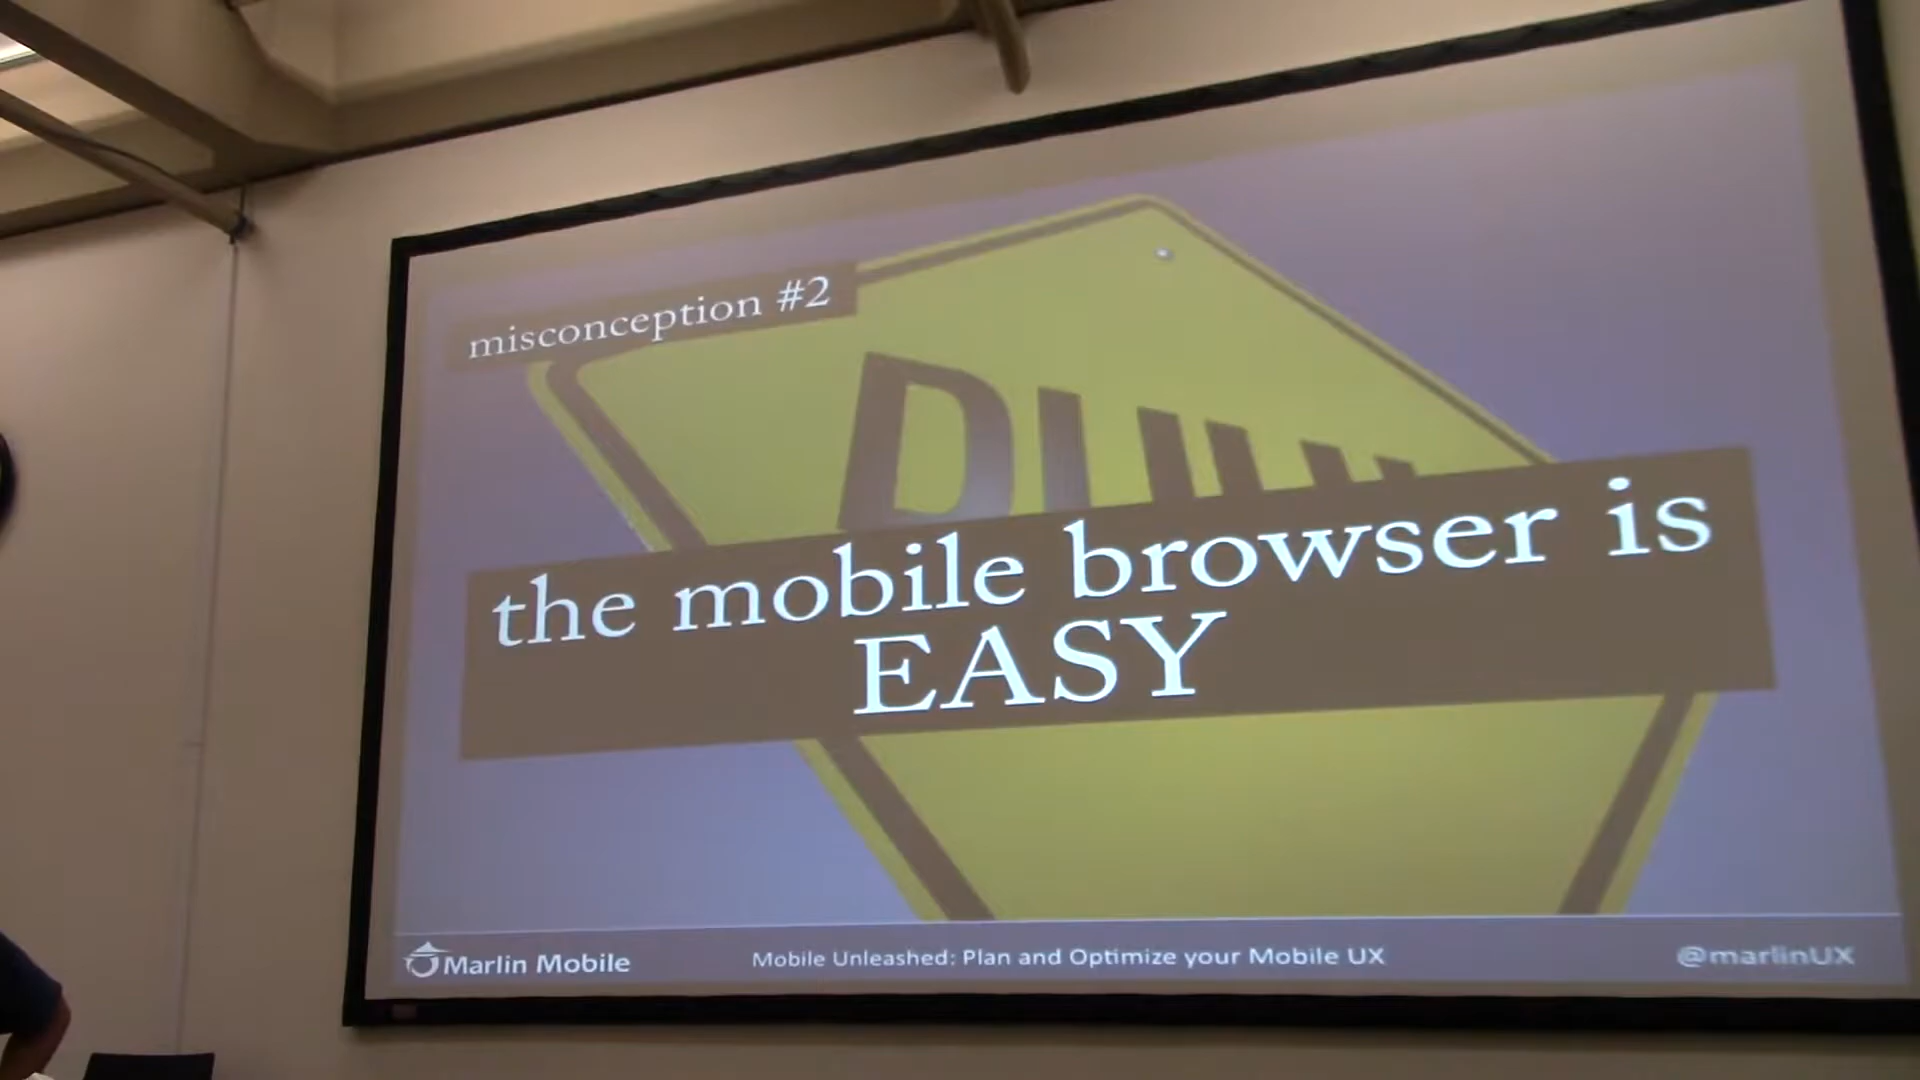 misconception #2
the mobile browser is
EASY
Marlin Mobile
Mobile Unleashed: Plan and Optimize your Mobile UX
@marlinUX